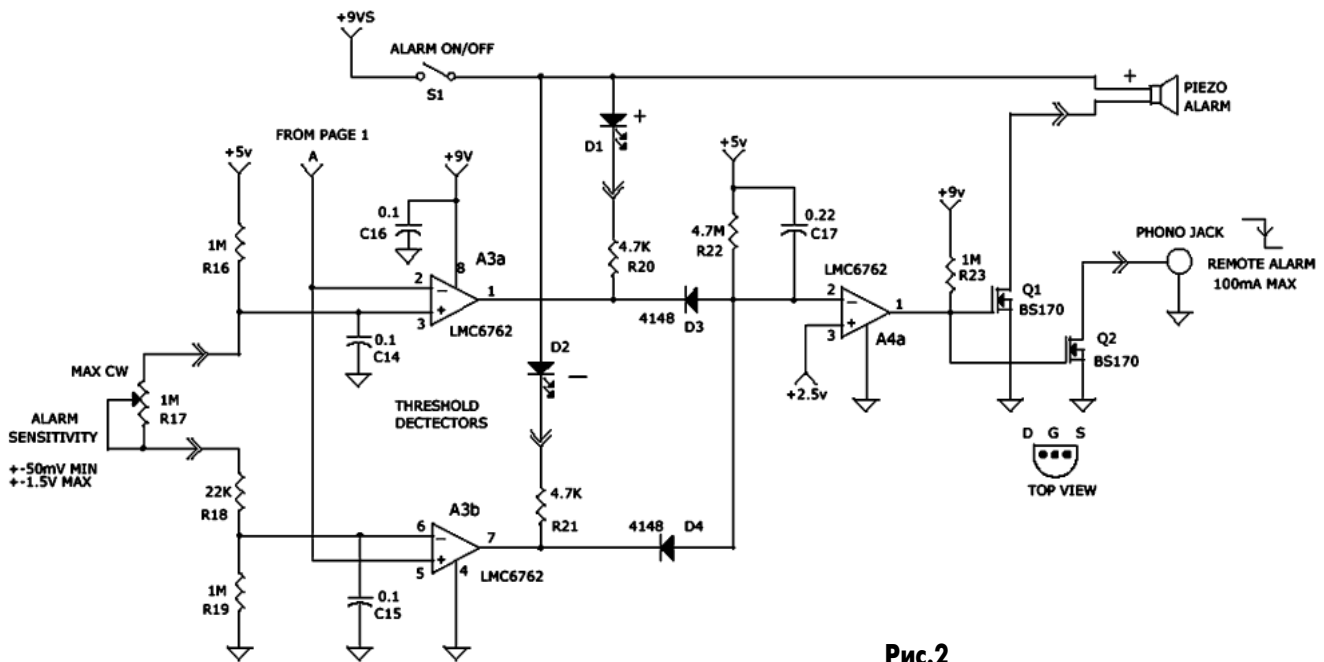 +9VS
ALARM ON/OFF
S1
+
PIEZO
ALARM
FROM PAGE 1
A
+5v
+9V
D1
+
+5v
0.1
C16
A3a
8
4.7K
R20
4.7M
R22
0.22
C17
+9v
1M
R16
2
3
1
-
+
LMC6762
4148
D3
LMC6762
2
3
1
-
+
A4a
1M
R23
Q1
BS170
PHONO JACK
REMOTE ALARM
100mA MAX
0.1
C14
D2
-
+2.5v
Q2
BS170
MAX CW
1M
R17
ALARM
SENSITIVITY
+-50mV MIN
+-1.5V MAX
THRESHOLD
DECTECTORS
D G S
TOP VIEW
22K
R18
4.7K
R21
A3b
6
5
7
4
-
+
LMC6762
4148
D4
1M
R19
0.1
C15
Рис.2